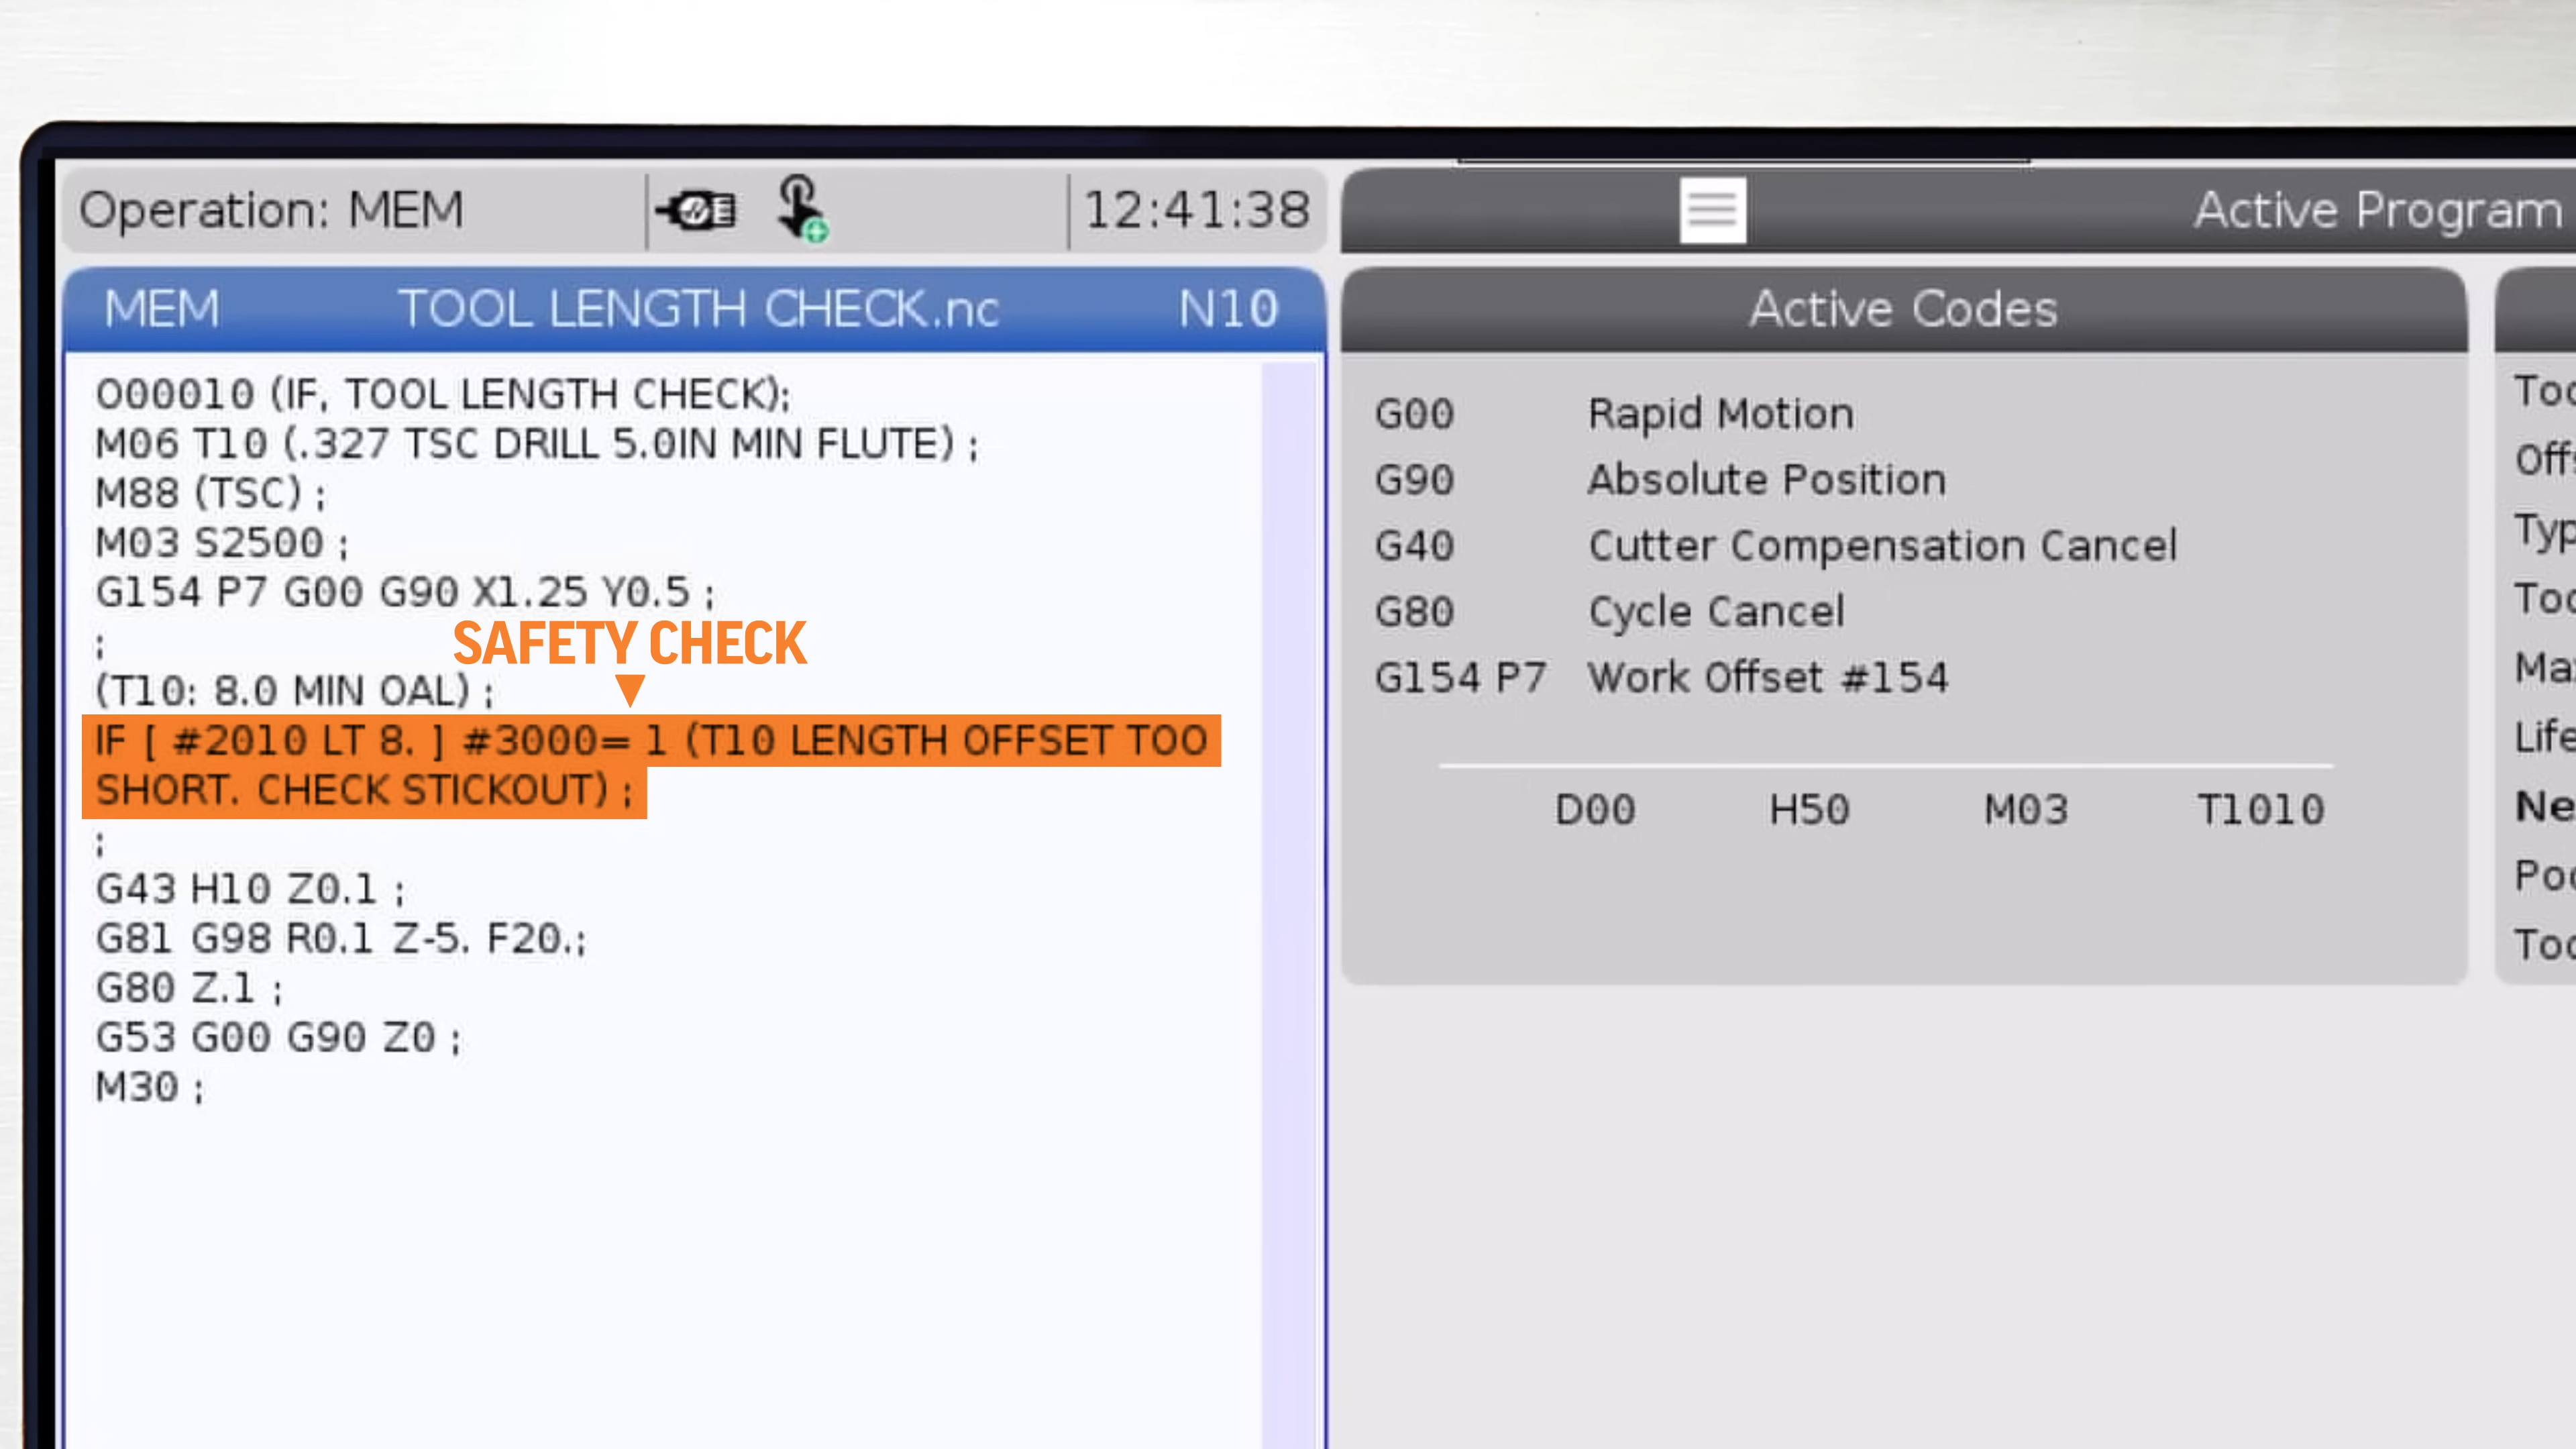 Operation: MEM
12:41:38
Active Program
MEM TOOL LENGTH CHECK.nc N10
O00010 (IF, TOOL LENGTH CHECK);
M06 T10 (.327 TSC DRILL 5.0IN MIN FLUTE) ;
M88 (TSC) ;
M03 S2500 ;
G154 P7 G00 G90 X1.25 Y0.5 ;
;
SAFETY CHECK
(T10: 8.0 MIN OAL) ;
IF [ #2010 LT 8. ] #3000= 1 (T10 LENGTH OFFSET TOO
SHORT. CHECK STICKOUT) ;
;
G43 H10 Z0.1 ;
G81 G98 R0.1 Z-5. F20.;
G80 Z.1 ;
G53 G00 G90 Z0 ;
M30 ;
Active Codes
G00 Rapid Motion
G90 Absolute Position
G40 Cutter Compensation Cancel
G80 Cycle Cancel
G154 P7 Work Offset #154
D00 H50 M03 T1010